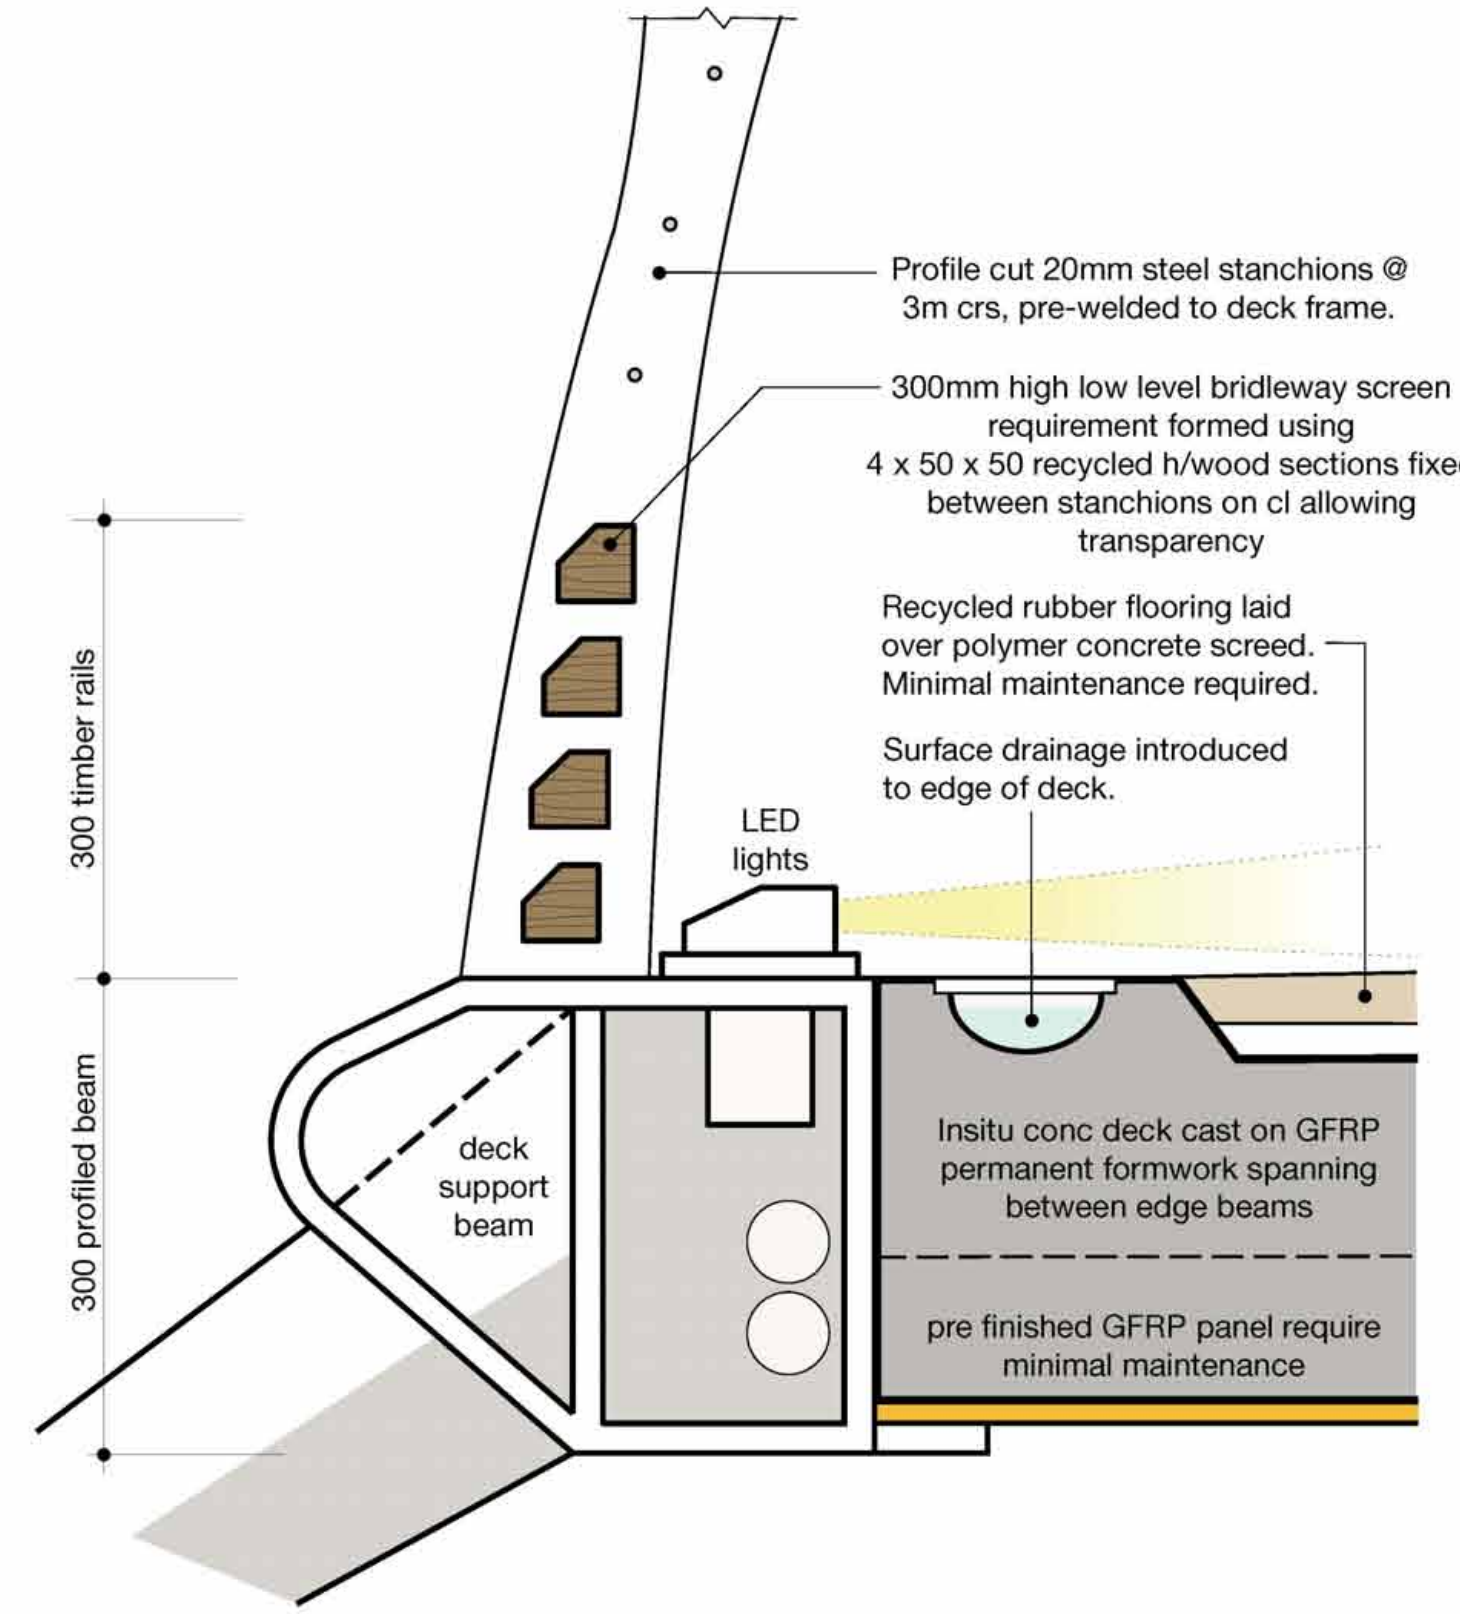 Profile cut 20mm steel stanchions @
3m crs, pre-welded to deck frame.
300mm high low level bridleway screen
requirement formed using
4 x 50 x 50 recycled h/wood sections fixe
between stanchions on cl allowing
transparency
Recycled rubber flooring laid
over polymer concrete screed.
Minimal maintenance required.
Surface drainage introduced
to edge of deck.
LED
lights
300 timber rails
300 profiled beam
deck
support
beam
Insitu conc deck cast on GFRP
permanent formwork spanning
between edge beams
pre finished GFRP panel require
minimal maintenance